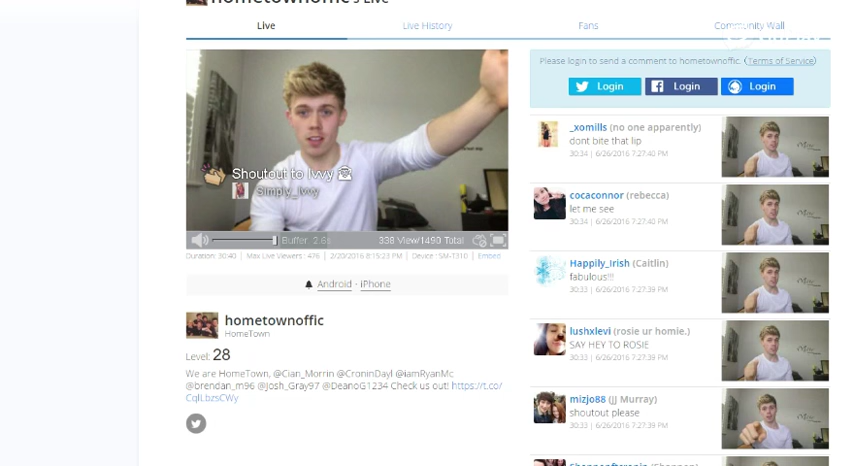 hometownoffic's Live
Live
Live History
Fans
Community Wall
Shoutout to Ivvy
Simply_Ivvy
Buffer 2.6s
338 View/1490 Total
Duration: 30:40 | Max Live Viewers : 476 | 2/20/2016 8:15:23 PM | Device : SM-T310 | Embed
Android - iPhone
hometownoffic
HomeTown
Level: 28
We are HomeTown, @Cian_Morrin @CroninDayl @iamRyanMc
@brendan_m96 @Josh_Gray97 @DeanoG1234 Check us out! https://t.co/
Please login to send a comment to hometownoffic. (Terms of Service)
Login
Login
Login
_xomills (no one apparently)
dont bite that lip
30:34 | 6/26/2016 7:27:40 PM
cocaconnor (rebecca)
let me see
30:34 | 6/26/2016 7:27:40 PM
Happily_Irish (Caitlin)
fabulous!!!
30:33 | 6/26/2016 7:27:39 PM
lushxlevi (rosie ur homie.)
SAY HEY TO ROSIE
30:33 | 6/26/2016 7:27:39 PM
mizjo88 (JJ Murray)
shoutout please
30:33 | 6/26/2016 7:27:39 PM